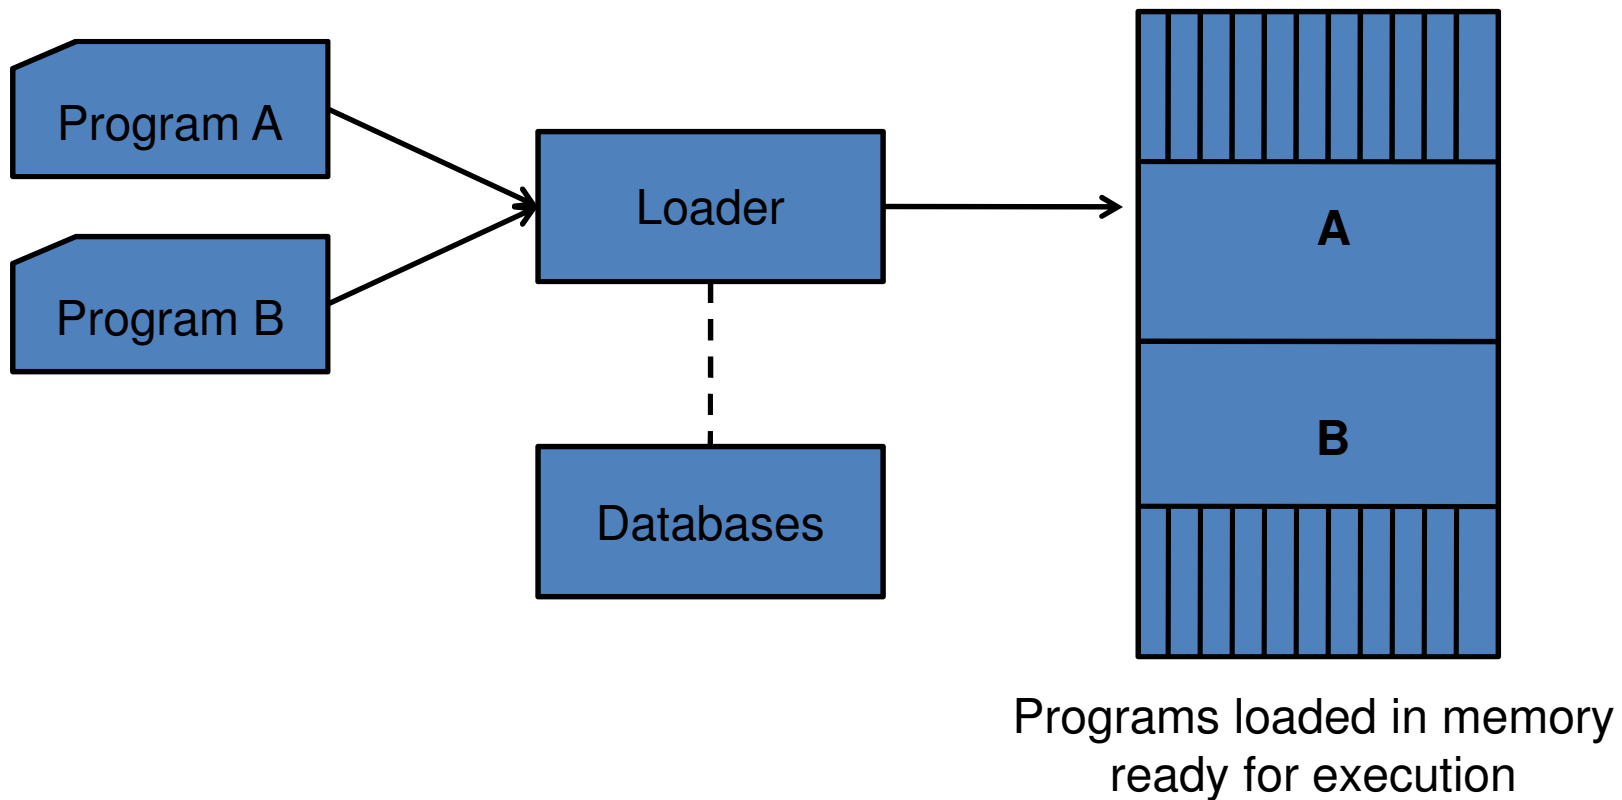 Program A
Program B
Loader
Databases
A
B
Programs loaded in memory
ready for execution